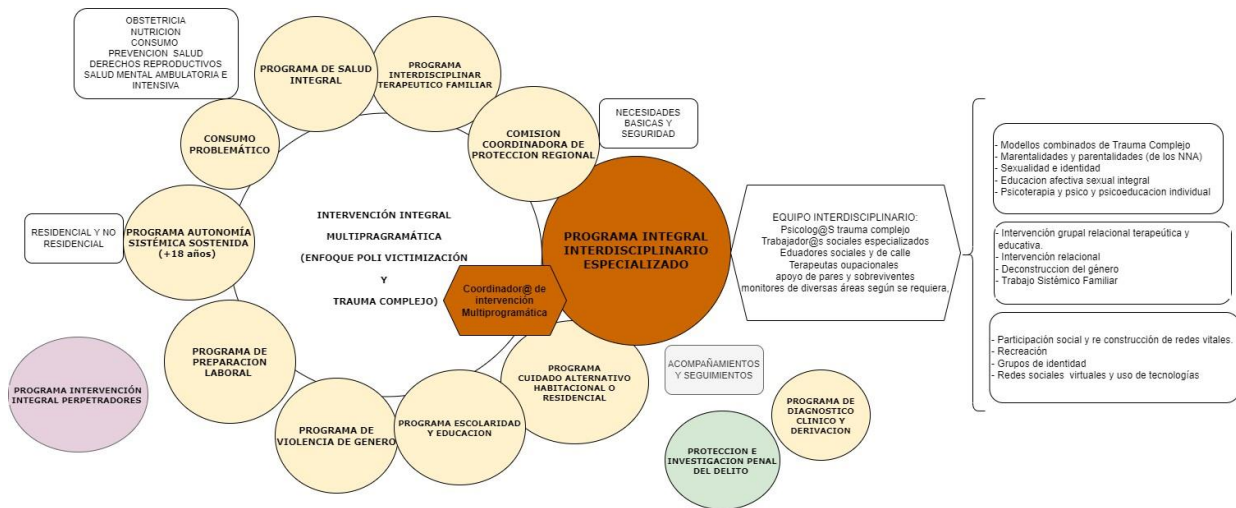 OBSTETRICIA
NUTRICION
CONSUMO
PREVENCION SALUD
DERECHOS REPRODUCTIVOS
SALUD MENTAL AMBULATORIA E
INTENSIVA
PROGRAMA DE SALUD
INTEGRAL
PROGRAMA
INTERDISCIPLINAR
TERAPEUTICO FAMILIAR
CONSUMO
PROBLEMÁTICO
COMISION
COORDINADORA DE
PROTECCION REGIONAL
NECESIDADES
BASICAS Y
SEGURIDAD
RESIDENCIAL Y NO
RESIDENCIAL
PROGRAMA AUTONOMÍA
SISTÉMICA SOSTENIDA
(+18 años)
INTERVENCIÓN INTEGRAL
MULTIPRAGRAMÁTICA
(ENFOQUE POLI VICTIMIZACIÓN
Y
TRAUMA COMPLEJO)
Coordinador@ de
intervención
Multiprogramática
PROGRAMA INTEGRAL
INTERDISCIPLINARIO
ESPECIALIZADO
EQUIPO INTERDISCIPLINARIO:
Psicolog@S trauma complejo
Trabajador@s sociales especializados
Eduadores sociales y de calle
Terapeutas oupacionales
apoyo de pares y sobreviventes
monitores de diversas áreas según se requiera.
- Modellos combinados de Trauma Complejo
- Marentalidades y parentalidades (de los NNA)
- Sexualidad e identidad
- Educacion afectiva sexual integral
- Psicoterapia y psico y psicoeducacion individual
- Intervención grupal relacional terapeútica y
educativa.
- Intervención relacional
- Deconstruccion del género
- Trabajo Sistémico Familiar
- Participación social y re construcción de redes vitales.
- Recreación
- Grupos de identidad
- Redes sociales virtuales y uso de tecnologías
PROGRAMA DE
PREPARACION
LABORAL
PROGRAMA INTERVENCIÓN
INTEGRAL PERPETRADORES
PROGRAMA DE
VIOLENCIA DE GENERO
PROGRAMA ESCOLARIDAD
Y EDUCACION
PROGRAMA
CUIDADO ALTERNATIVO
HABITACIONAL O
RESIDENCIAL
ACOMPAÑAMIENTOS
Y SEGUIMIENTOS
PROGRAMA DE
DIAGNOSTICO
CLINICO Y
DERIVACION
PROTECCION E
INVESTIGACION PENAL
DEL DELITO